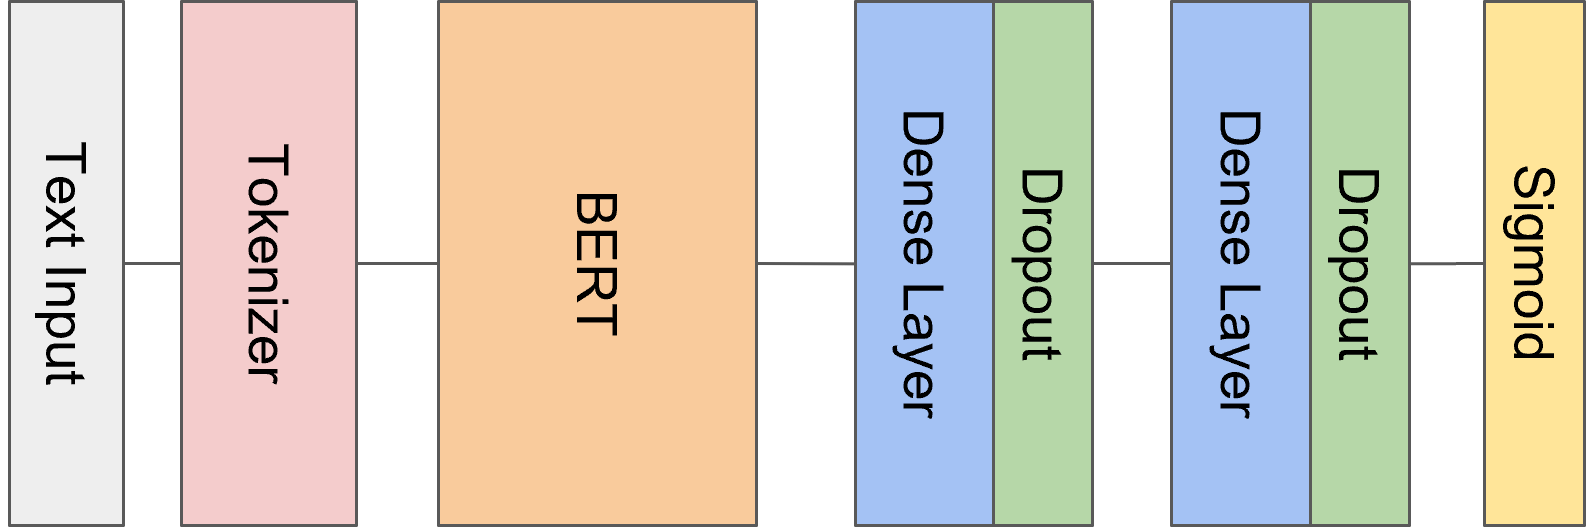 Text Input
Tokenizer
BERT
Dense Layer
Dropout
Dense Layer
Dropout
Sigmoid